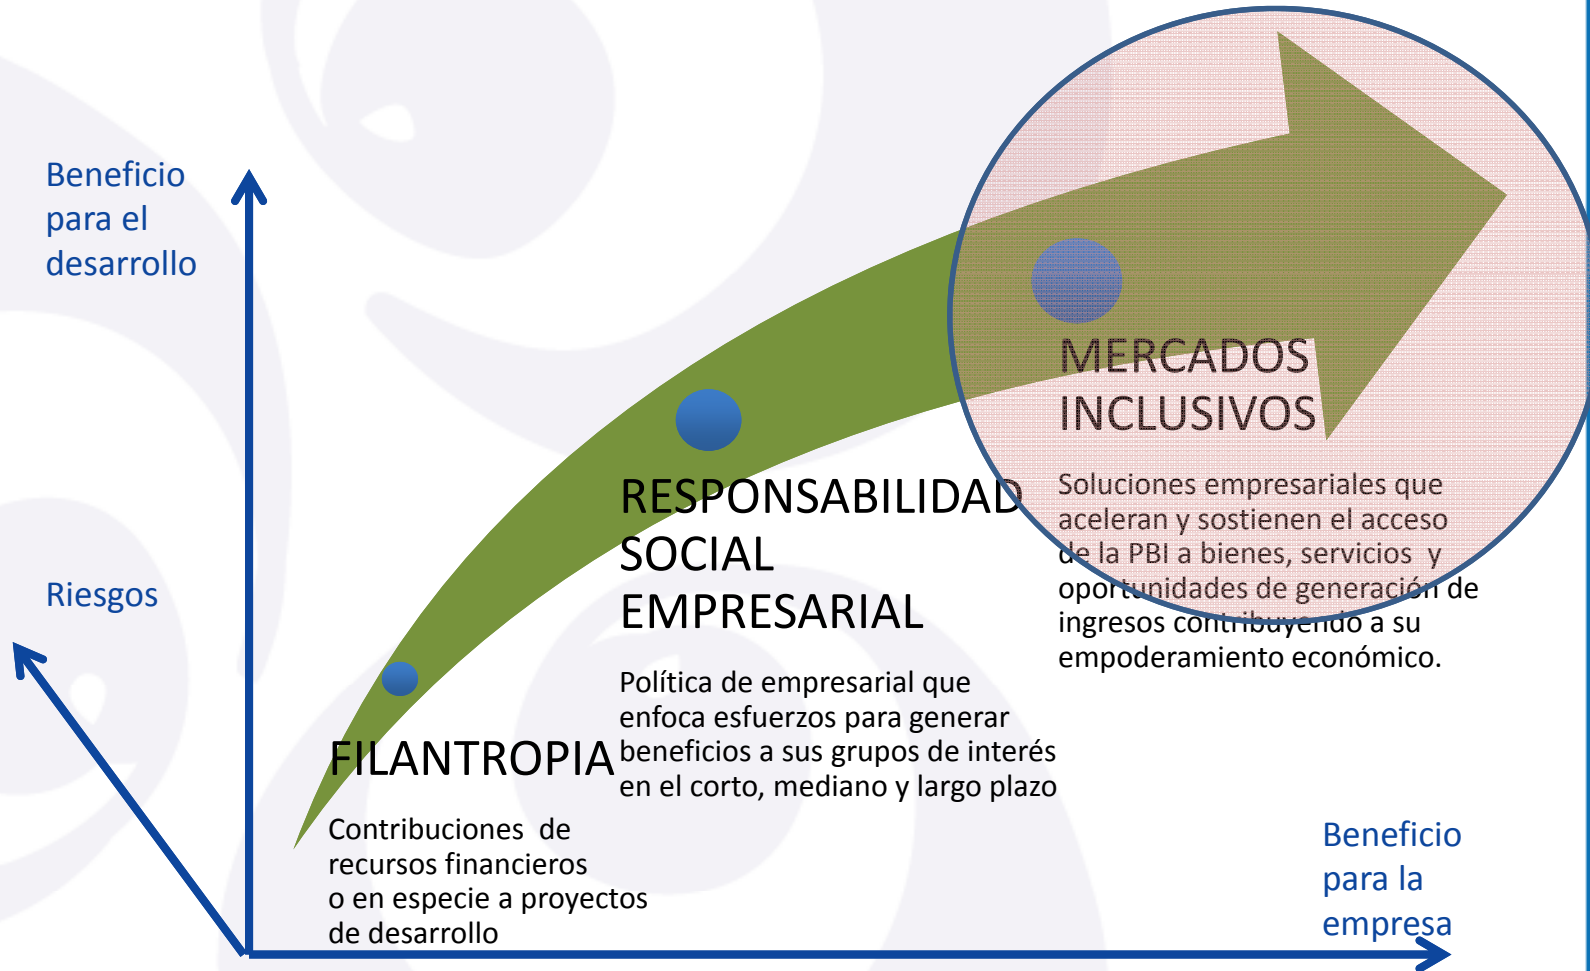 Beneficio
para el
desarrollo
Riesgos
FILANTROPIA
Contribuciones de
recursos financieros
o en especie a proyectos
de desarrollo
RESPONSABILIDAD
SOCIAL
EMPRESARIAL
Política de empresarial que
enfoca esfuerzos para generar
beneficios a sus grupos de interés
en el corto, mediano y largo plazo
MERCADOS
INCLUSIVOS
Soluciones empresariales que
aceleran y sostienen el acceso
de la PBI a bienes, servicios y
oportunidades de generación de
ingresos contribuyendo a su
empoderamiento económico.
Beneficio
para la
empresa